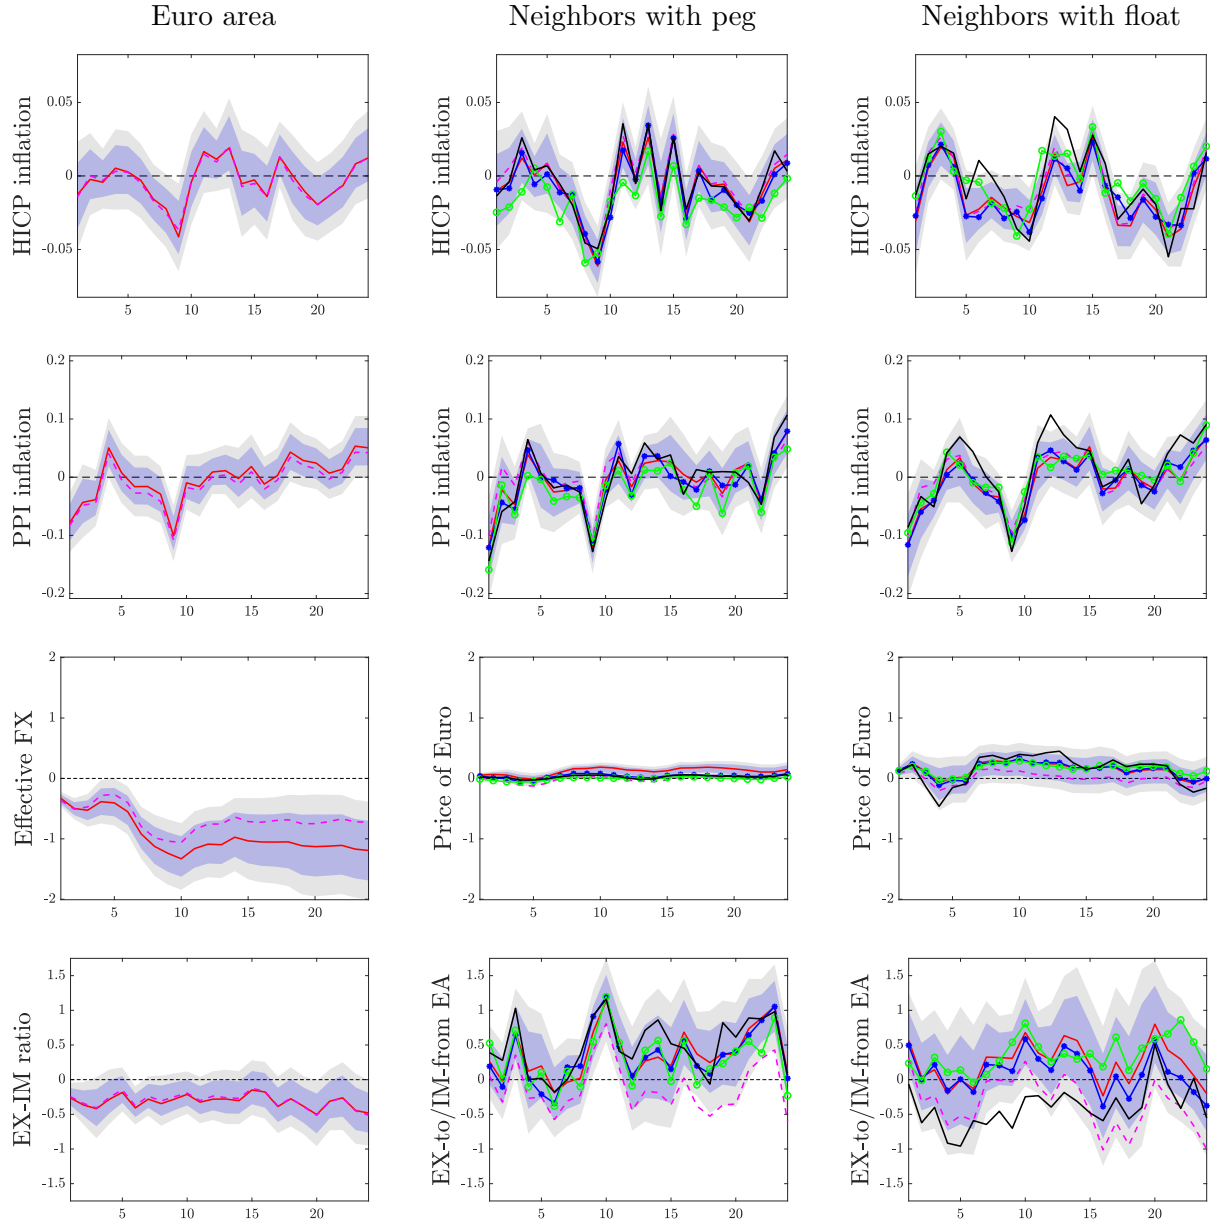 Euro area Neighbors with peg Neighbors with float
HICP inflation
0.05
0
-0.05
5 10 15 20
HICP inflation
0.05
0
-0.05
5 10 15 20
HICP inflation
0.05
0
-0.05
5 10 15 20
PPI inflation
0.2
0.1
0
-0.1
-0.2
5 10 15 20
PPI inflation
0.2
0.1
0
-0.1
-0.2
5 10 15 20
PPI inflation
0.2
0.1
0
-0.1
-0.2
5 10 15 20
Effective FX
2
1
0
-1
-2
5 10 15 20
Price of Euro
2
1
0
-1
-2
5 10 15 20
Price of Euro
2
1
0
-1
-2
5 10 15 20
EX-IM ratio
1.5
1
0.5
0
-0.5
-1
-1.5
5 10 15 20
EX-to/IM-from EA
1.5
1
0.5
0
-0.5
-1
-1.5
5 10 15 20
EX-to/IM-from EA
1.5
1
0.5
0
-0.5
-1
-1.5
5 10 15 20